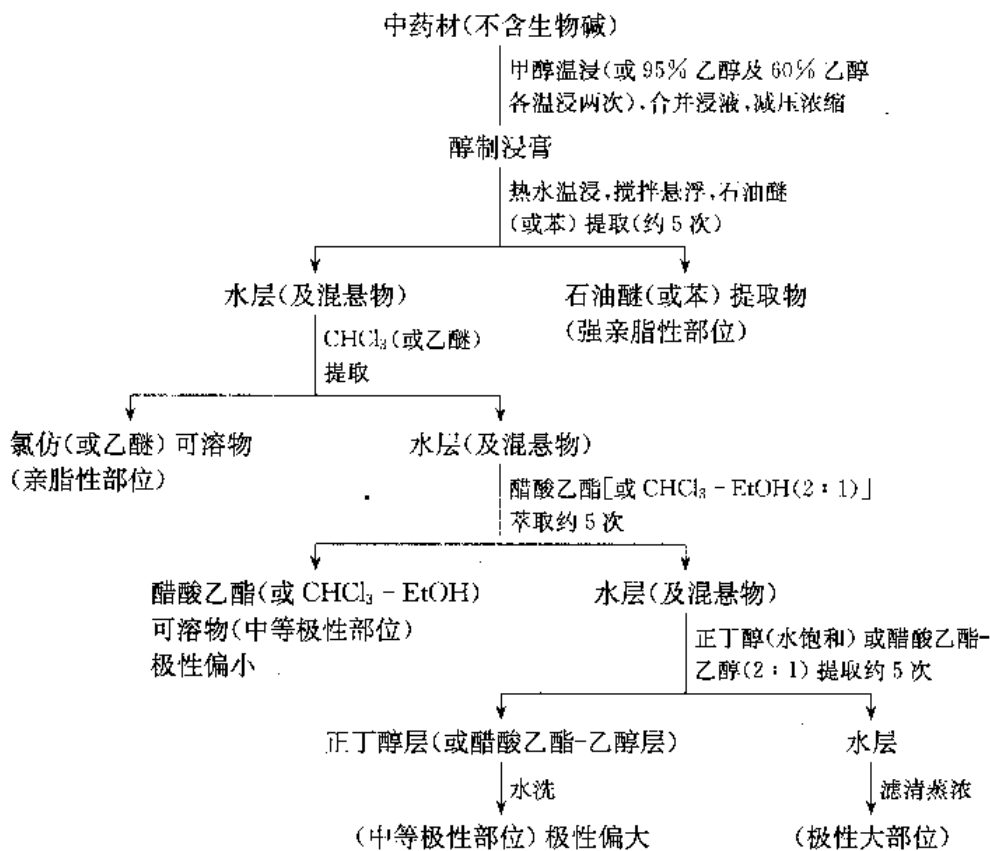 中药材(不含生物碱)
甲醇温浸(或95%乙醇及60%乙醇
各温浸两次),合并浸液,减压浓缩
醇制浸膏
热水温浸,搅拌悬浮,石油醚
(或苯)提取(约5次)
水层(及混悬物)
石油醚(或苯)提取物
(强亲脂性部位)
CHCl₃(或乙醚)
提取
氯仿(或乙醚)可溶物
(亲脂性部位)
水层(及混悬物)
醋酸乙酯[或CHCl₃-EtOH(2:1)]
萃取约5次
醋酸乙酯(或CHCl₃-EtOH)
可溶物(中等极性部位)
极性偏小
水层(及混悬物)
正丁醇(水饱和)或醋酸乙酯-
乙醇(2:1)提取约5次
正丁醇层(或醋酸乙酯-乙醇层)
水层
水洗
滤清蒸浓
(中等极性部位)极性偏大
(极性大部位)